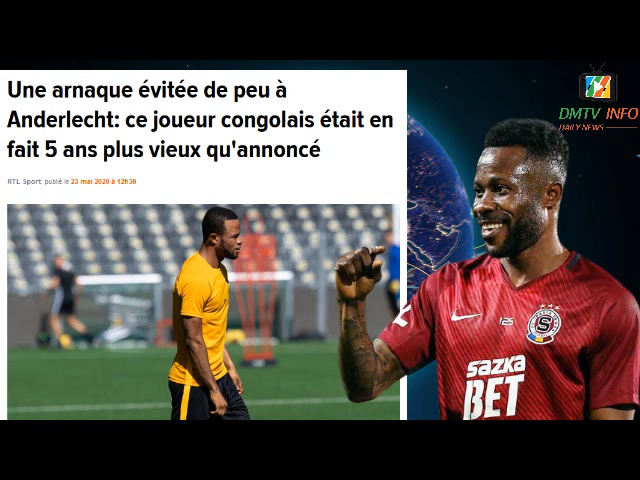 Une arnaque évitée de peu à
Anderlecht: ce joueur congolais était en
fait 5 ans plus vieux qu'annoncé
RTL Sport, publié le 23 mai 2020 à 12h30
DMTV INFO
DAILY NEWS
125
S
SAZKA
BET